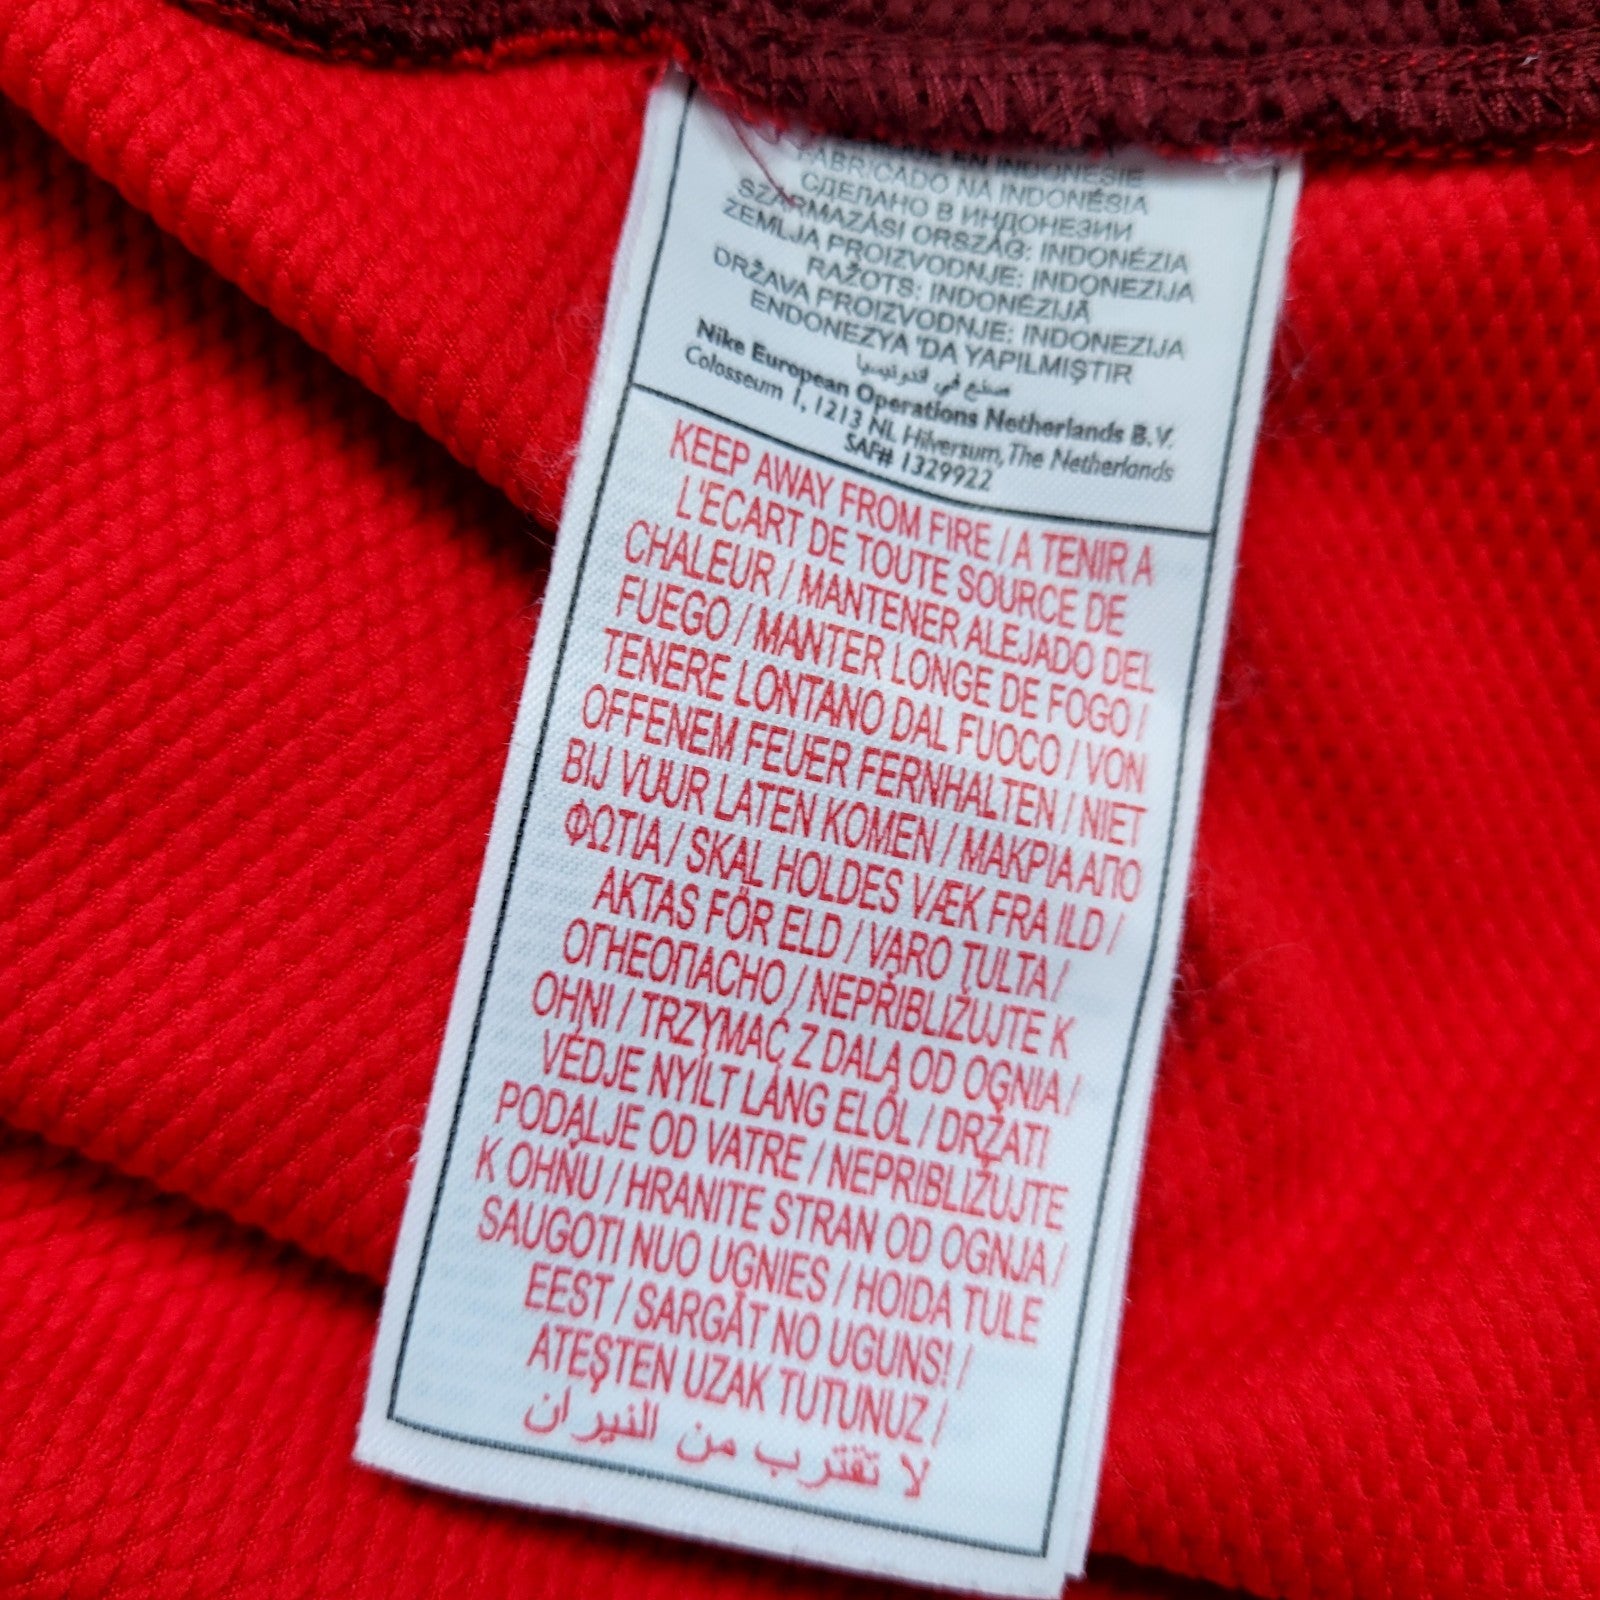 EN INDONESIE
FABRICADO NA INDONÉSIA
СДЕЛАНО В ИНДОНЕЗИИ
SZÁRMAZÁSI ORSZÁG: INDONÉZIA
ZEMLJA PROIZVODNJE: INDONEZIJA
RAŽOTS: INDONĒZIJĀ
DRŽAVA PROIZVODNJE: INDONEZIJA
ENDONEZYA 'DA YAPILMIŞTIR
صنع في اندونيسيا
Nike European Operations Netherlands B.V.
Colosseum 1, 1213 NL Hilversum, The Netherlands
SAF# 1329922
KEEP AWAY FROM FIRE / A TENIR A
L'ECART DE TOUTE SOURCE DE
CHALEUR / MANTENER ALEJADO DEL
FUEGO / MANTER LONGE DE FOGO /
TENERE LONTANO DAL FUOCO / VON
OFFENEM FEUER FERNHALTEN / NIET
BIJ VUUR LATEN KOMEN / ΜΑΚΡΙΑ ΑΠΟ
ΦΩΤΙΑ / SKAL HOLDES VÆK FRA ILD /
AKTAS FÖR ELD / VARO TULTA /
ОГНЕОПАСНО / NEPŘIBLIŽUJTE K
OHNI / TRZYMAĆ Z DALA OD OGNIA /
VÉDJE NYÍLT LÁNG ELŐL / DRŽATI
PODALJE OD VATRE / NEPRIBLIŽUJTE
K OHŇU / HRANITE STRAN OD OGNJA /
SAUGOTI NUO UGNIES / HOIDA TULE
EEST / SARGĀT NO UGUNS! /
ATEŞTEN UZAK TUTUNUZ /
لا تقترب من النيران